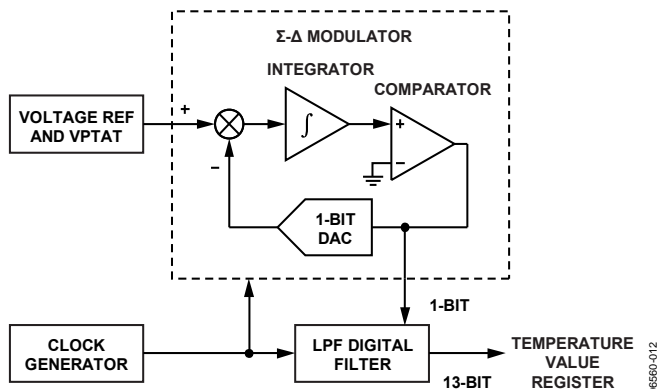 Σ-Δ MODULATOR
INTEGRATOR
COMPARATOR
VOLTAGE REF
AND VPTAT
+
−
∫
+
−
1-BIT
DAC
1-BIT
CLOCK
GENERATOR
LPF DIGITAL
FILTER
13-BIT
TEMPERATURE
VALUE
REGISTER
6560-012